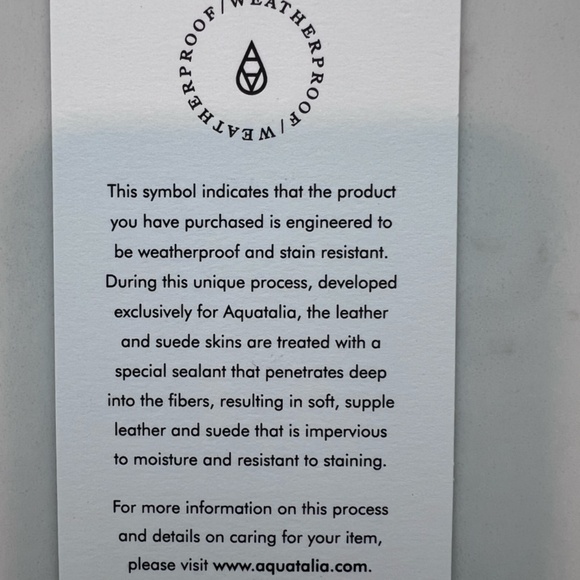 WEATHERPROOF/WEATHERPROOF/
This symbol indicates that the product
you have purchased is engineered to
be weatherproof and stain resistant.
During this unique process, developed
exclusively for Aquatalia, the leather
and suede skins are treated with a
special sealant that penetrates deep
into the fibers, resulting in soft, supple
leather and suede that is impervious
to moisture and resistant to staining.
For more information on this process
and details on caring for your item,
please visit www.aquatalia.com.